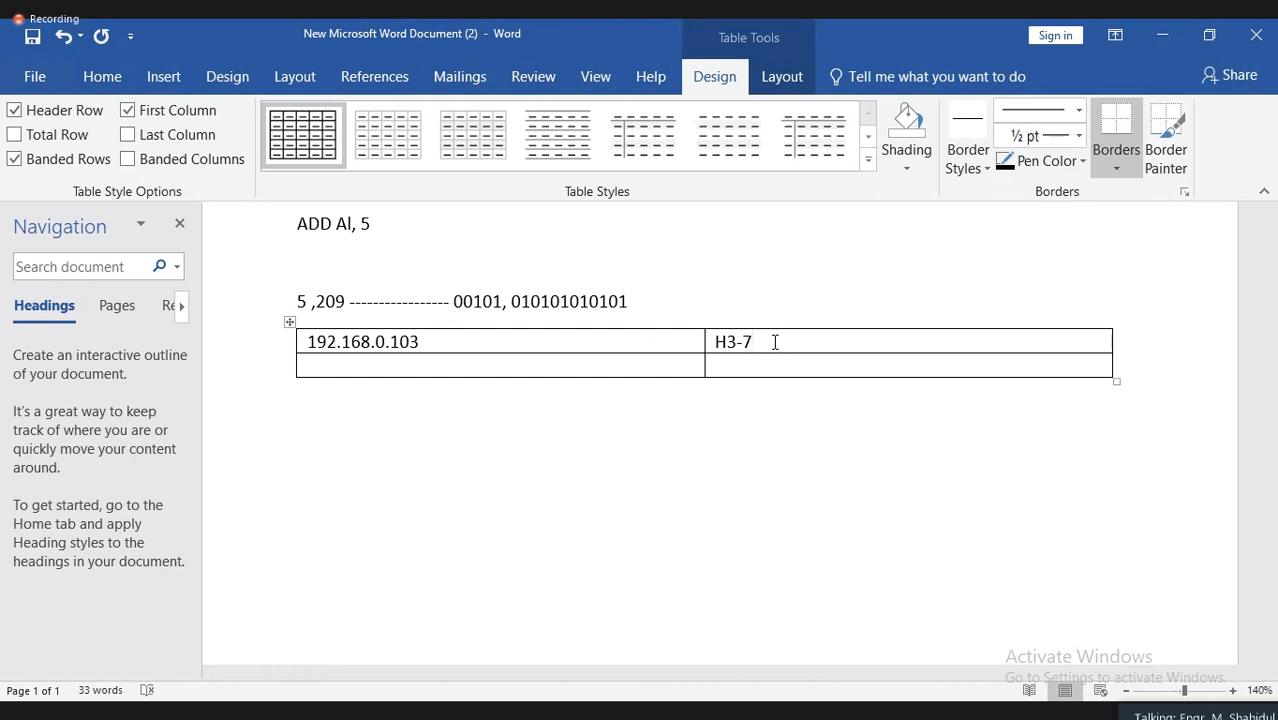 Recording
New Microsoft Word Document (2) - Word
Table Tools
Sign in
File Home Insert Design Layout References Mailings Review View Help Design Layout Tell me what you want to do Share
Header Row First Column
Total Row Last Column
Banded Rows Banded Columns
Table Style Options
Table Styles
Shading
Border Styles
½ pt
Pen Color
Borders
Border Painter
Borders
Navigation
Search document
Headings Pages Re
Create an interactive outline
of your document.
It's a great way to keep
track of where you are or
quickly move your content
around.
To get started, go to the
Home tab and apply
Heading styles to the
headings in your document.
ADD Al, 5
5 ,209 ----------------- 00101, 010101010101
192.168.0.103 H3-7
Activate Windows
Go to Settings to activate Windows.
Page 1 of 1 33 words 140%
Talking: Engr. M. Shahidul